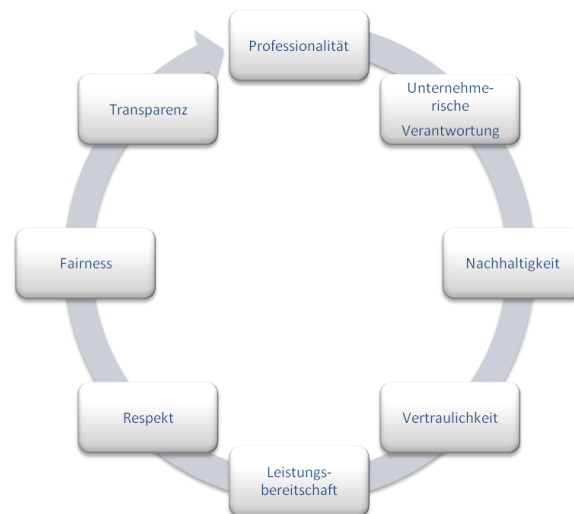 Professionalität
Unternehme-
rische
Verantwortung
Nachhaltigkeit
Vertraulichkeit
Leistungs-
bereitschaft
Respekt
Fairness
Transparenz